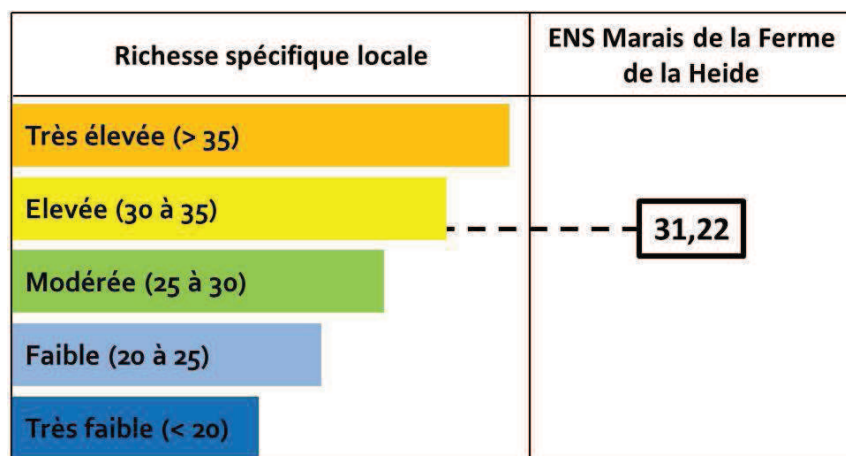 Richesse spécifique locale
ENS Marais de la Ferme
de la Heide
Très élevée (> 35)
Elevée (30 à 35)
31,22
Modérée (25 à 30)
Faible (20 à 25)
Très faible (< 20)